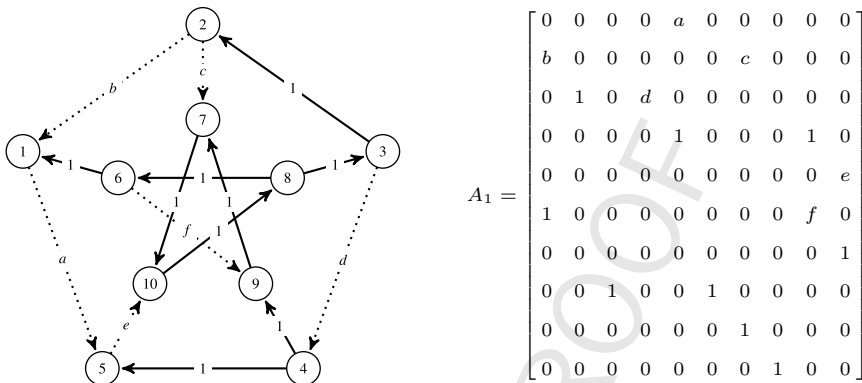 2
c
b
1
7
1
3
1
6
1
8
1
1
1
f
1
a
d
10
9
e
1
5
1
4
A₁ =
0 0 0 0 a 0 0 0 0 0
b 0 0 0 0 0 c 0 0 0
0 1 0 d 0 0 0 0 0 0
0 0 0 0 1 0 0 0 1 0
0 0 0 0 0 0 0 0 0 e
1 0 0 0 0 0 0 0 f 0
0 0 0 0 0 0 0 0 0 1
0 0 1 0 0 1 0 0 0 0
0 0 0 0 0 0 1 0 0 0
0 0 0 0 0 0 0 1 0 0
ROOF